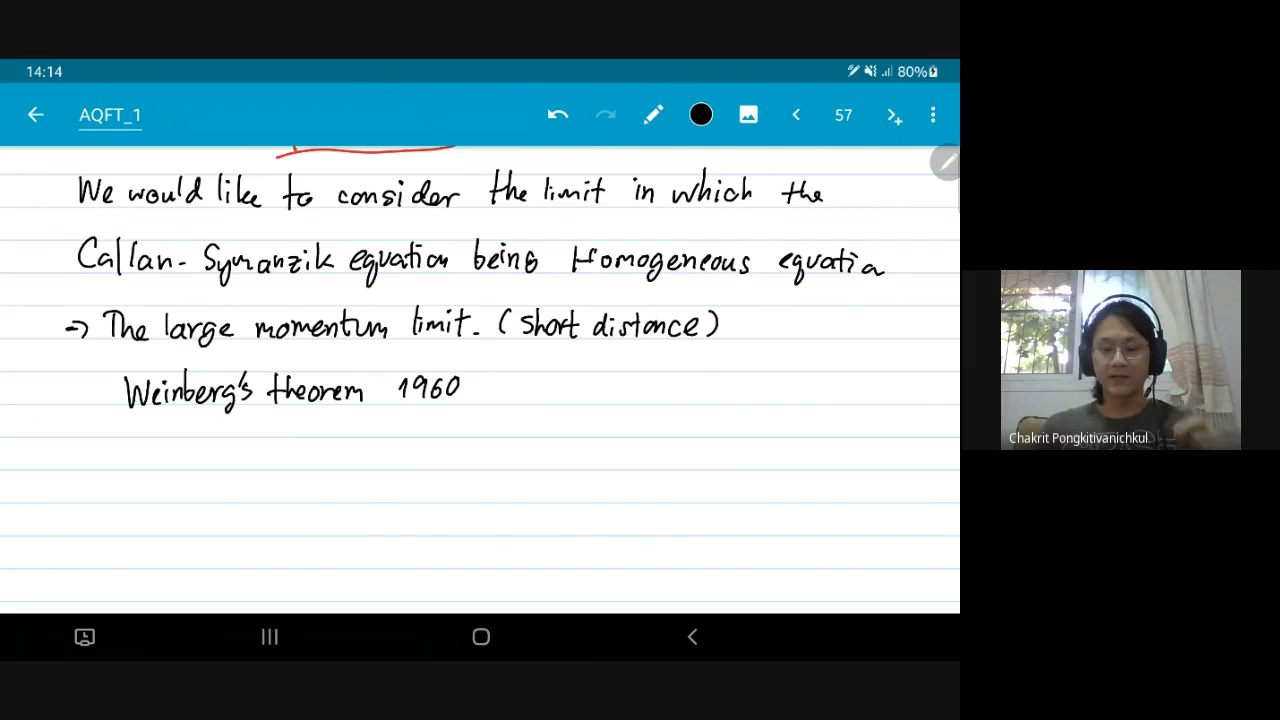 14:14
80%
AQFT_1
57
We would like to consider the limit in which the
Callan-Symanzik equation being Homogeneous equatio
→ The large momentum limit. (short distance)
Weinberg's theorem 1960
Chakrit Pongkitivanichkul